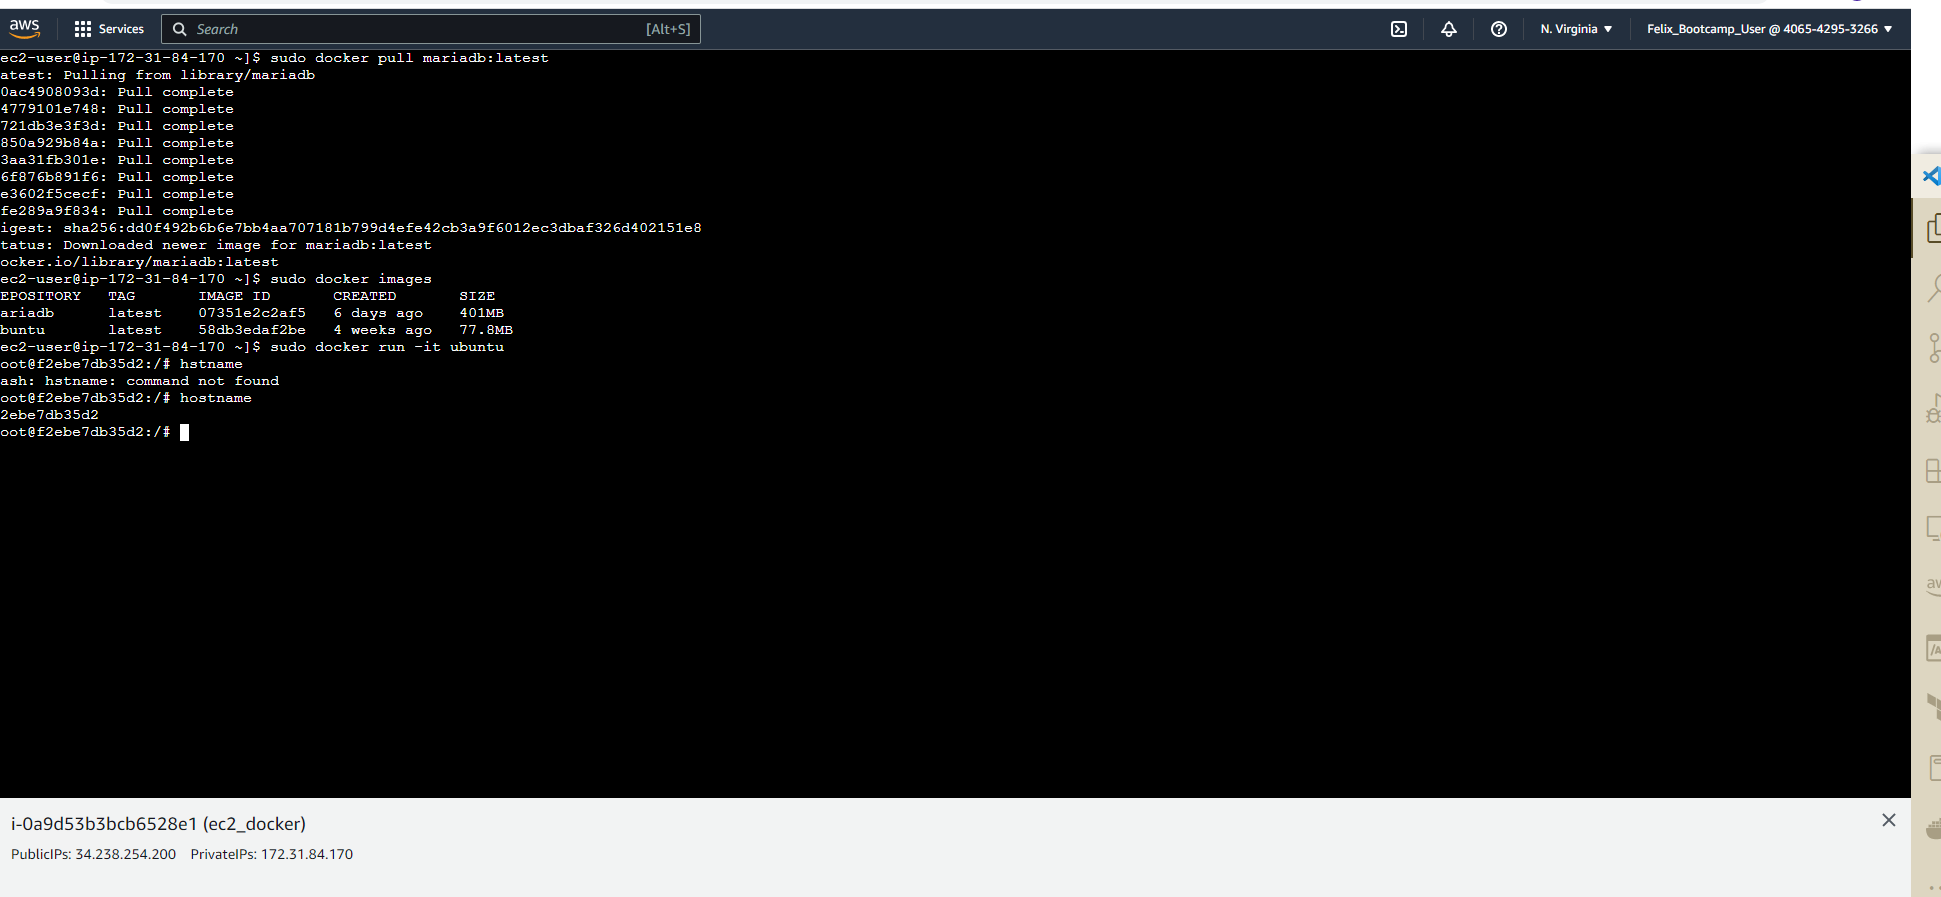 aws Services Search [Alt+S] N. Virginia Felix_Bootcamp_User @ 4065-4295-3266
ec2-user@ip-172-31-84-170 ~]$ sudo docker pull mariadb:latest
atest: Pulling from library/mariadb
0ac4908093d: Pull complete
4779101e748: Pull complete
721db3e3f3d: Pull complete
850a929b84a: Pull complete
3aa31fb301e: Pull complete
6f876b891f6: Pull complete
e3602f5cecf: Pull complete
fe289a9f834: Pull complete
igest: sha256:dd0f492b6b6e7bb4aa707181b799d4efe42cb3a9f6012ec3dbaf326d402151e8
tatus: Downloaded newer image for mariadb:latest
ocker.io/library/mariadb:latest
ec2-user@ip-172-31-84-170 ~]$ sudo docker images
EPOSITORY TAG IMAGE ID CREATED SIZE
ariadb latest 07351e2c2af5 6 days ago 401MB
buntu latest 58db3edaf2be 4 weeks ago 77.8MB
ec2-user@ip-172-31-84-170 ~]$ sudo docker run -it ubuntu
oot@f2ebe7db35d2:/# hstname
ash: hstname: command not found
oot@f2ebe7db35d2:/# hostname
2ebe7db35d2
oot@f2ebe7db35d2:/#
i-0a9d53b3bcb6528e1 (ec2_docker)
PublicIPs: 34.238.254.200 PrivateIPs: 172.31.84.170